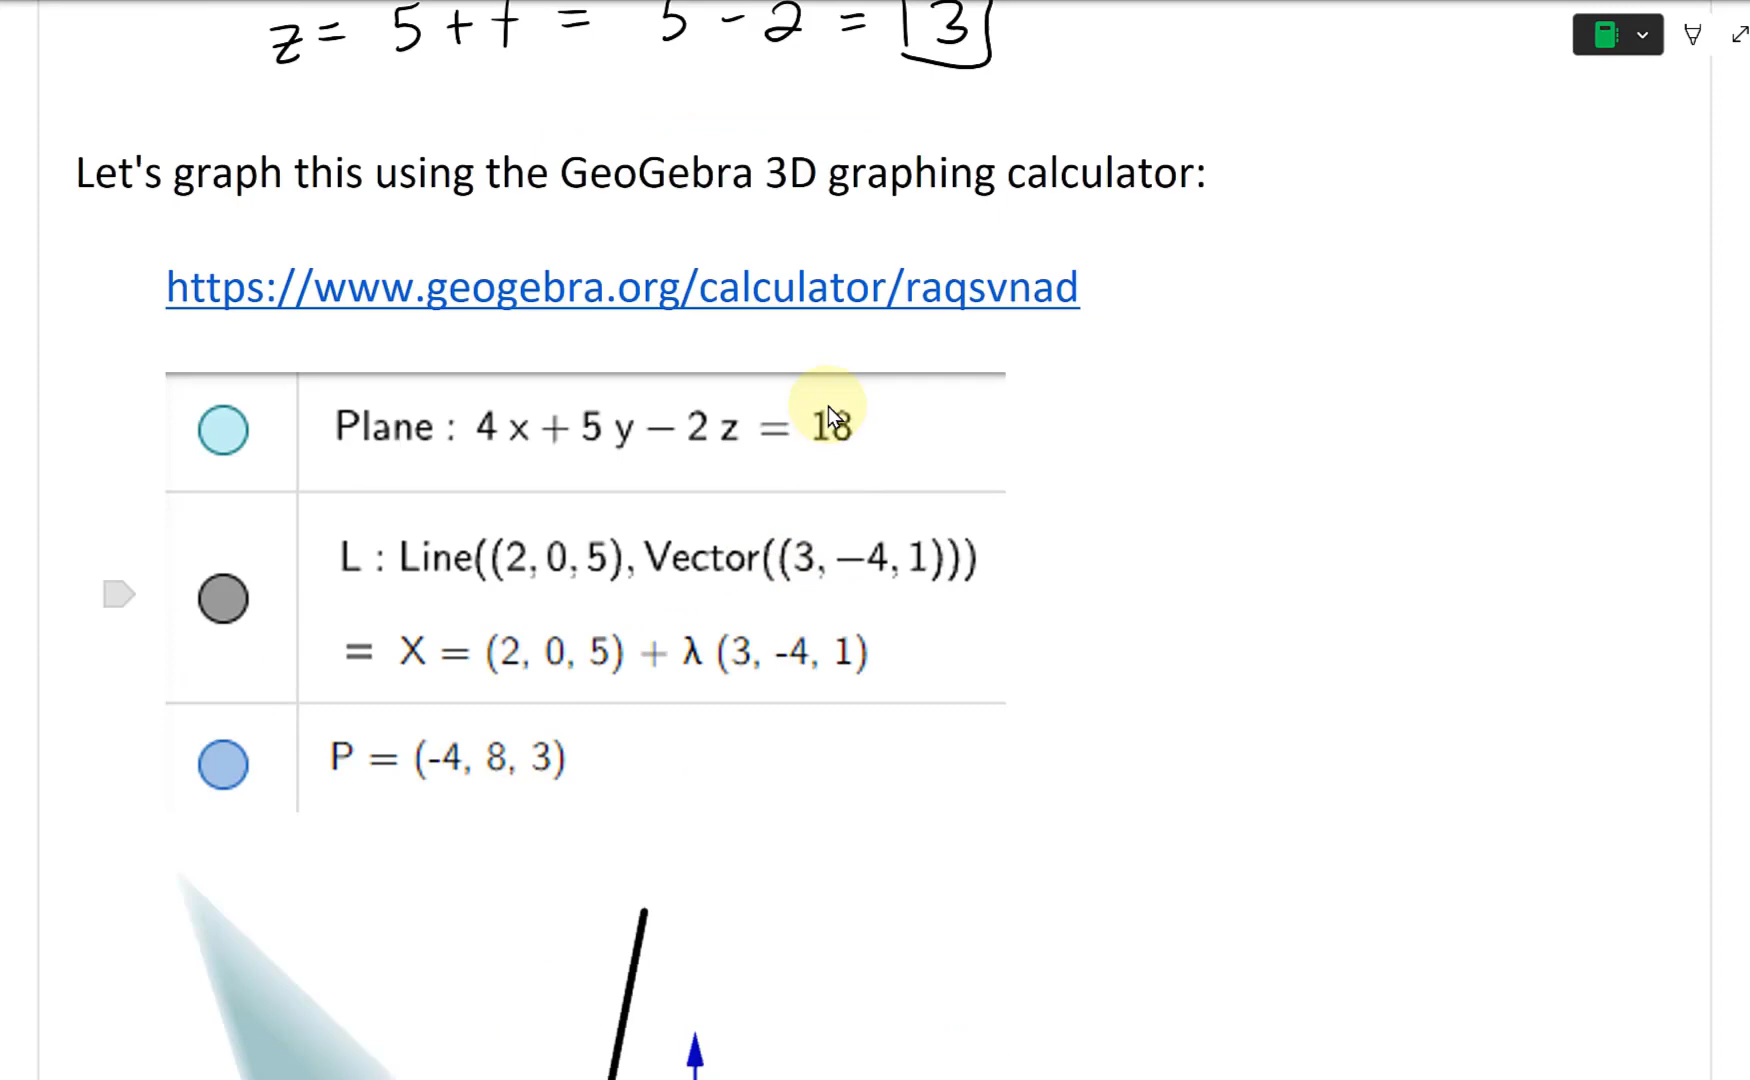 z = 5 + t = 5 - 2 = 3
Let's graph this using the GeoGebra 3D graphing calculator:
https://www.geogebra.org/calculator/raqsvnad
Plane : 4 x + 5 y − 2 z = 18
L : Line((2, 0, 5), Vector((3, −4, 1)))
= X = (2, 0, 5) + λ (3, -4, 1)
P = (-4, 8, 3)